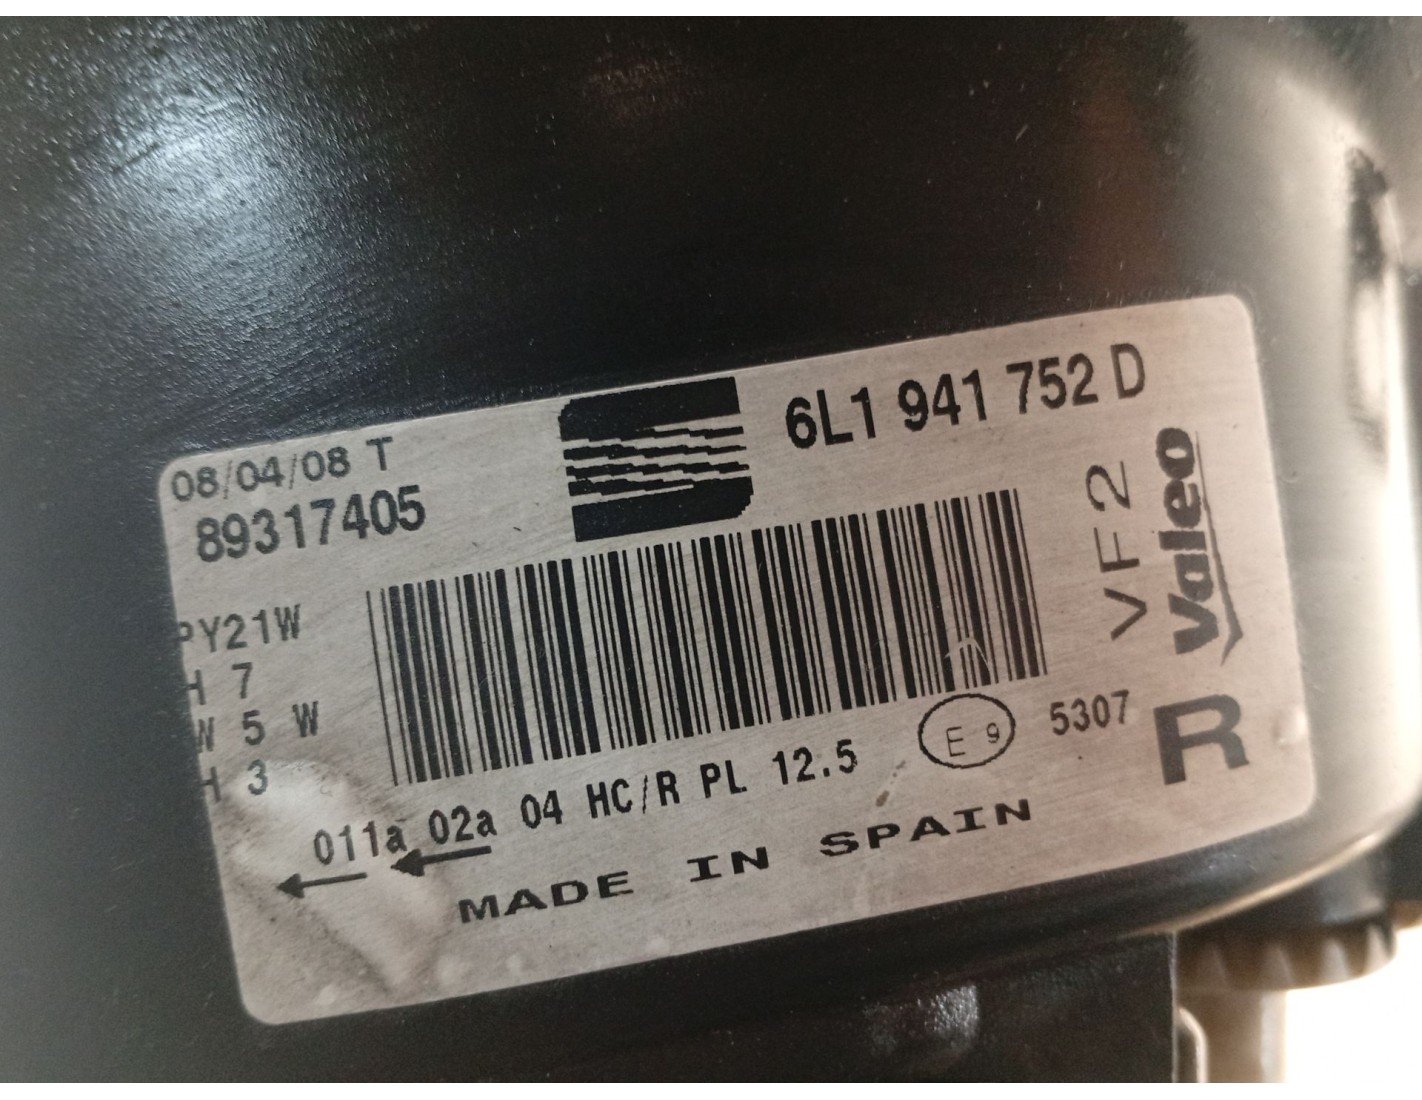 08/04/08 T
89317405
6L1 941 752 D
PY21W
H 7
W 5 W
H 3
VF2
Valeo
011a 02a 04 HC/R PL 12.5
E 9
5307
R
MADE IN SPAIN